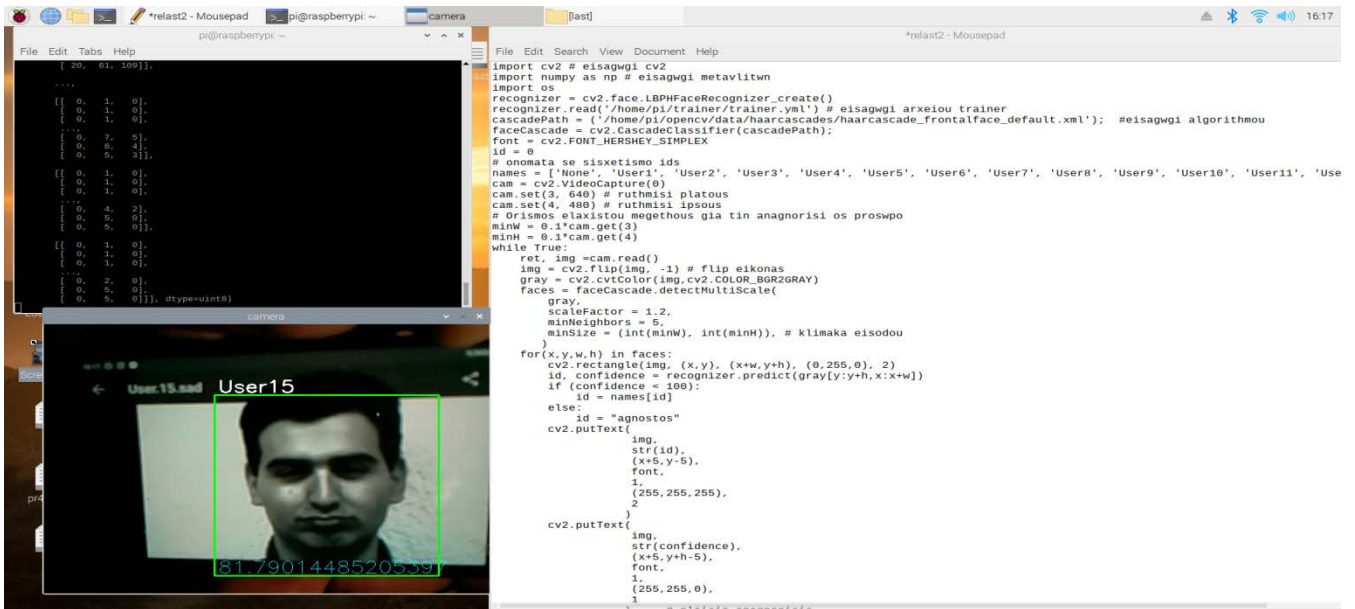 *relast2 - Mousepad
pi@raspberrypi: ~
camera
[last]
16:17
pi@raspberrypi: ~
File Edit Tabs Help
[ 20, 61, 109]],
...,
[[ 0, 1, 0],
[ 0, 1, 0],
[ 0, 1, 0],
...,
[ 0, 7, 5],
[ 0, 6, 4],
[ 0, 5, 3]],
[[ 0, 1, 0],
[ 0, 1, 0],
[ 0, 1, 0],
...,
[ 0, 4, 2],
[ 0, 5, 0],
[ 0, 5, 0]],
[[ 0, 1, 0],
[ 0, 1, 0],
[ 0, 1, 0],
...,
[ 0, 2, 0],
[ 0, 5, 0],
[ 0, 5, 0]]], dtype=uint8)
camera
User.15.sad
User15
81.79014485205397
Scre
pr4
*relast2 - Mousepad
File Edit Search View Document Help
import cv2 # eisagwgi cv2
import numpy as np # eisagwgi metavlitwn
import os
recognizer = cv2.face.LBPHFaceRecognizer_create()
recognizer.read('/home/pi/trainer/trainer.yml') # eisagwgi arxeiou trainer
cascadePath = ('/home/pi/opencv/data/haarcascades/haarcascade_frontalface_default.xml'); #eisagwgi algorithmou
faceCascade = cv2.CascadeClassifier(cascadePath);
font = cv2.FONT_HERSHEY_SIMPLEX
id = 0
# onomata se sisxetismo ids
names = ['None', 'User1', 'User2', 'User3', 'User4', 'User5', 'User6', 'User7', 'User8', 'User9', 'User10', 'User11', 'Use
cam = cv2.VideoCapture(0)
cam.set(3, 640) # ruthmisi platous
cam.set(4, 480) # ruthmisi ipsous
# Orismos elaxistou megethous gia tin anagnorisi os proswpo
minW = 0.1*cam.get(3)
minH = 0.1*cam.get(4)
while True:
ret, img =cam.read()
img = cv2.flip(img, -1) # flip eikonas
gray = cv2.cvtColor(img,cv2.COLOR_BGR2GRAY)
faces = faceCascade.detectMultiScale(
gray,
scaleFactor = 1.2,
minNeighbors = 5,
minSize = (int(minW), int(minH)), # klimaka eisodou
)
for(x,y,w,h) in faces:
cv2.rectangle(img, (x,y), (x+w,y+h), (0,255,0), 2)
id, confidence = recognizer.predict(gray[y:y+h,x:x+w])
if (confidence < 100):
id = names[id]
else:
id = "agnostos"
cv2.putText(
img,
str(id),
(x+5,y-5),
font,
1,
(255,255,255),
2
)
cv2.putText(
img,
str(confidence),
(x+5,y+h-5),
font,
1,
(255,255,0),
1